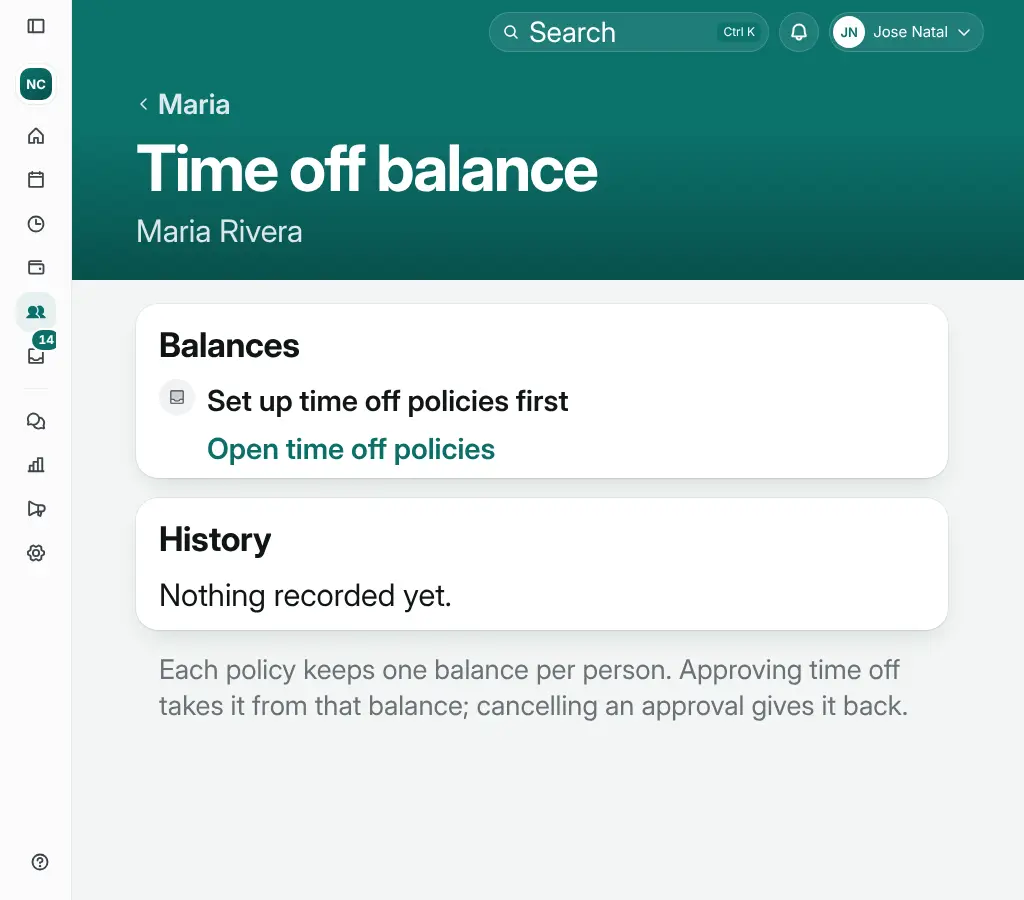 Search
Ctrl K
JN
Jose Natal
NC
Maria
Time off balance
Maria Rivera
14
Balances
Set up time off policies first
Open time off policies
History
Nothing recorded yet.
Each policy keeps one balance per person. Approving time off
takes it from that balance; cancelling an approval gives it back.